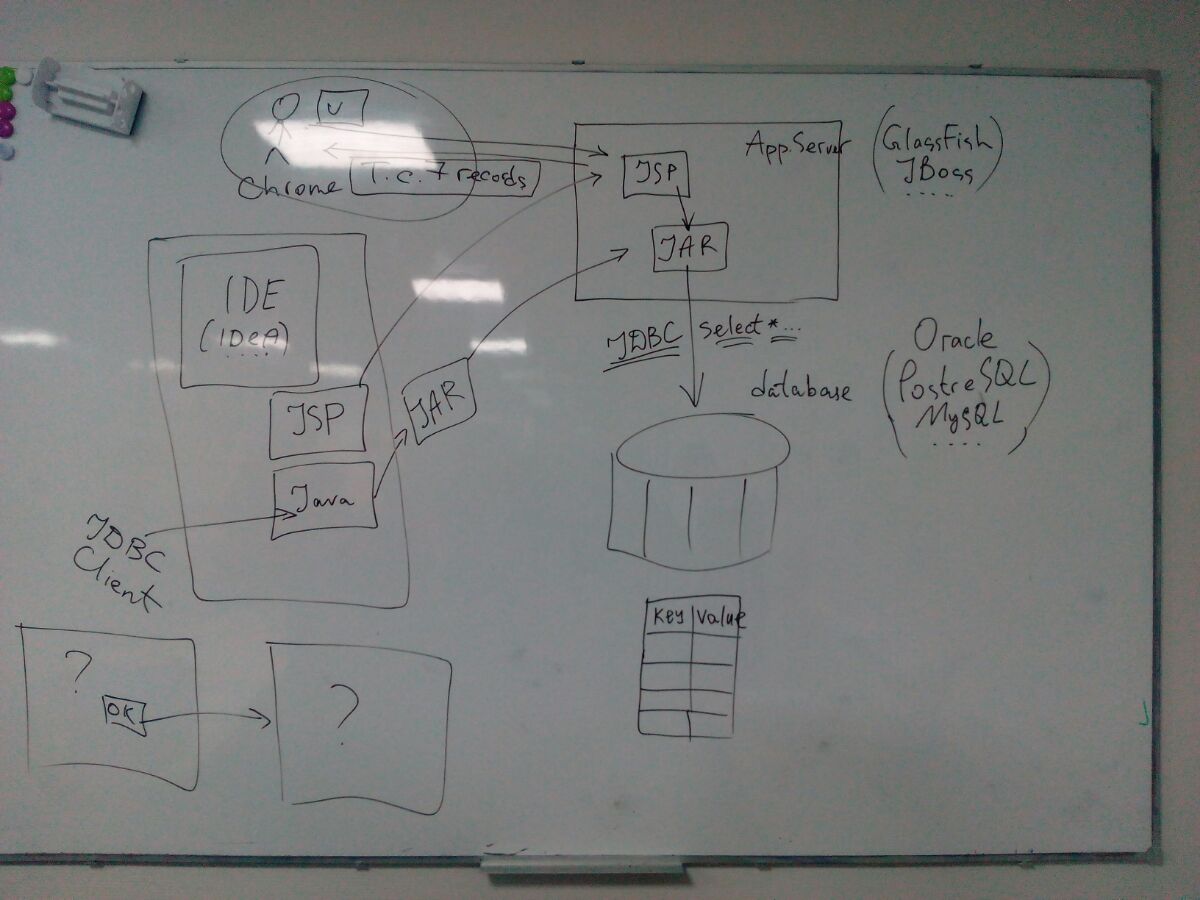 U
Chrome
T.c. 7 records
App.Server
(GlassFish
JBoss)
....
JSP
JAR
IDE
(IDeA)
....
JSP
JAR
Java
JDBC
Client
JDBC
select *...
database
Oracle
(PostreSQL
MySQL)
....
Key
Value
?
OK
?